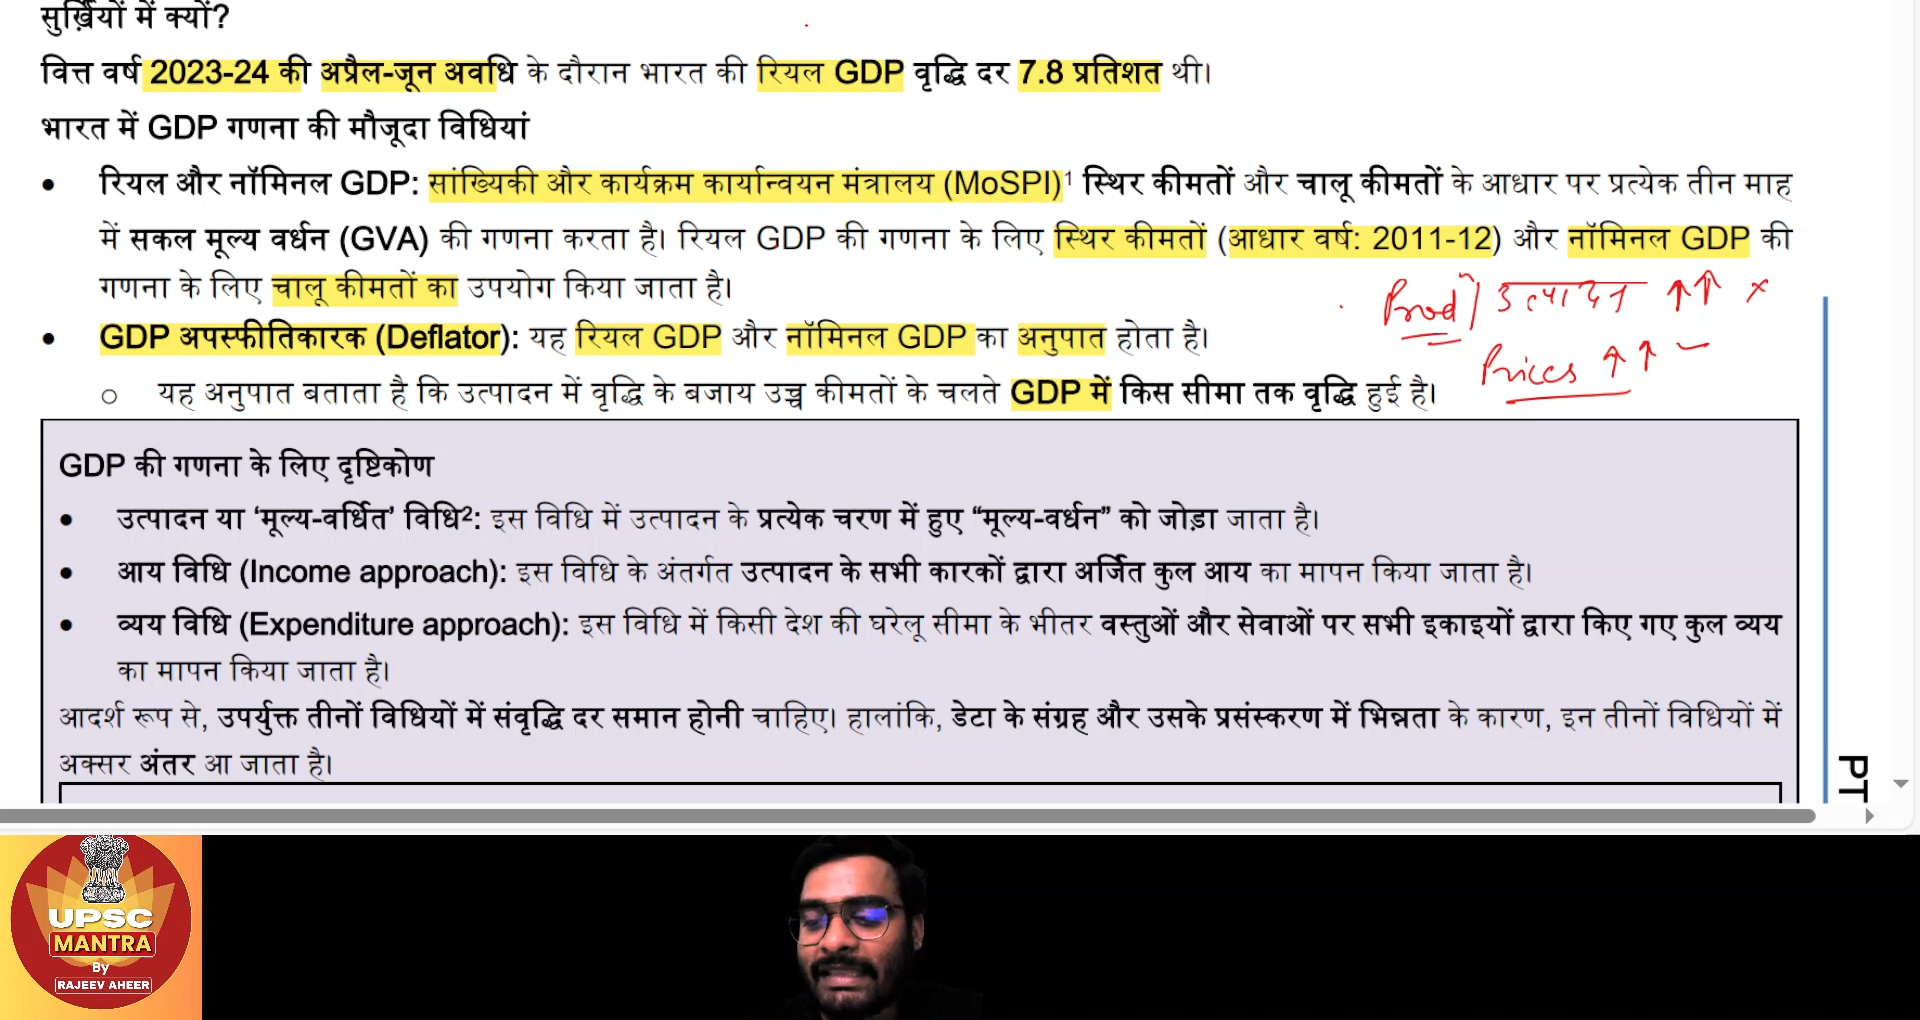 सुर्ख़ियों में क्यों?
वित्त वर्ष 2023-24 की अप्रैल-जून अवधि के दौरान भारत की रियल GDP वृद्धि दर 7.8 प्रतिशत थी।
भारत में GDP गणना की मौजूदा विधियां
• रियल और नॉमिनल GDP: सांख्यिकी और कार्यक्रम कार्यान्वयन मंत्रालय (MoSPI)¹ स्थिर कीमतों और चालू कीमतों के आधार पर प्रत्येक तीन माह
में सकल मूल्य वर्धन (GVA) की गणना करता है। रियल GDP की गणना के लिए स्थिर कीमतों (आधार वर्ष: 2011-12) और नॉमिनल GDP की
गणना के लिए चालू कीमतों का उपयोग किया जाता है।
Prodⁿ / उत्पादन ↑↑ ×
• GDP अपस्फीतिकारक (Deflator): यह रियल GDP और नॉमिनल GDP का अनुपात होता है।
Prices ↑↑
○ यह अनुपात बताता है कि उत्पादन में वृद्धि के बजाय उच्च कीमतों के चलते GDP में किस सीमा तक वृद्धि हुई है।
GDP की गणना के लिए दृष्टिकोण
• उत्पादन या ‘मूल्य-वर्धित’ विधि²: इस विधि में उत्पादन के प्रत्येक चरण में हुए “मूल्य-वर्धन” को जोड़ा जाता है।
• आय विधि (Income approach): इस विधि के अंतर्गत उत्पादन के सभी कारकों द्वारा अर्जित कुल आय का मापन किया जाता है।
• व्यय विधि (Expenditure approach): इस विधि में किसी देश की घरेलू सीमा के भीतर वस्तुओं और सेवाओं पर सभी इकाइयों द्वारा किए गए कुल व्यय
का मापन किया जाता है।
आदर्श रूप से, उपर्युक्त तीनों विधियों में संवृद्धि दर समान होनी चाहिए। हालांकि, डेटा के संग्रह और उसके प्रसंस्करण में भिन्नता के कारण, इन तीनों विधियों में
अक्सर अंतर आ जाता है।
PT
UPSC
MANTRA
By
RAJEEV AHEER